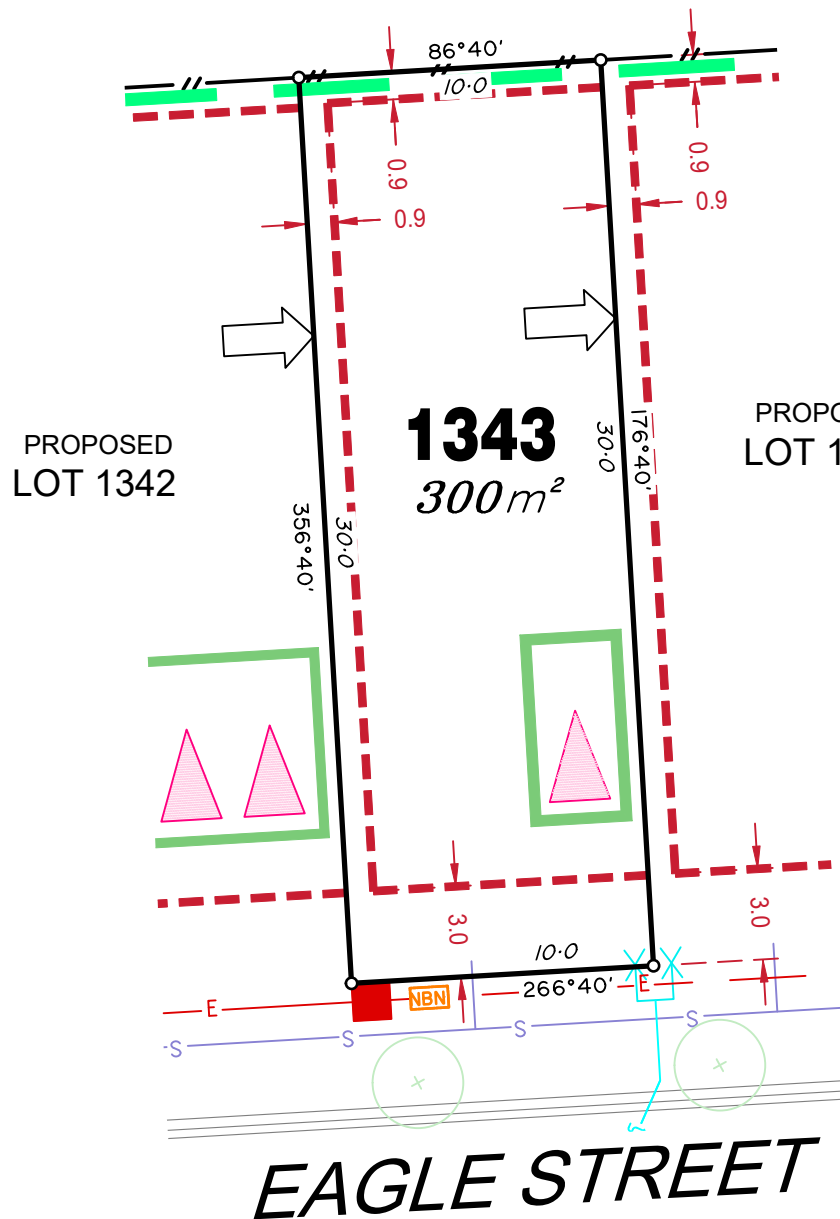 86°40'
10·0
0.9
0.9
0.9
0.9
PROPOSED
LOT 1342
1343
300m²
PROPO
LOT 1
356°40'
30·0
30·0
176°40'
3.0
3.0
10·0
266°40'
E
NBN
E
S
S
S
S
EAGLE STREET